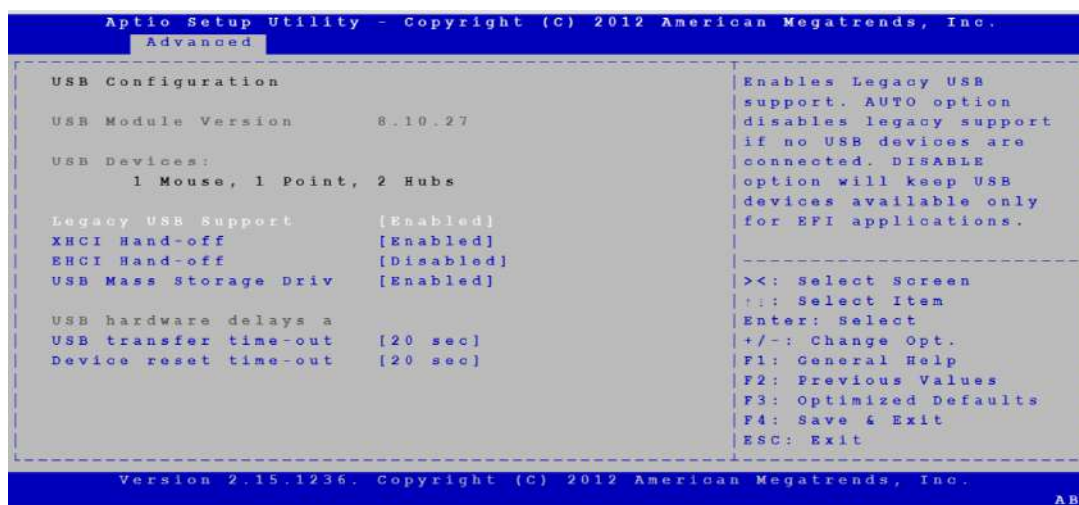 Aptio Setup Utility - Copyright (C) 2012 American Megatrends, Inc.
Advanced
USB Configuration
USB Module Version 8.10.27
USB Devices:
1 Mouse, 1 Point, 2 Hubs
Legacy USB Support [Enabled]
XHCI Hand-off [Enabled]
EHCI Hand-off [Disabled]
USB Mass Storage Driv [Enabled]
USB hardware delays a
USB transfer time-out [20 sec]
Device reset time-out [20 sec]
Enables Legacy USB
support. AUTO option
disables legacy support
if no USB devices are
connected. DISABLE
option will keep USB
devices available only
for EFI applications.
><: Select Screen
↑↓: Select Item
Enter: Select
+/-: Change Opt.
F1: General Help
F2: Previous Values
F3: Optimized Defaults
F4: Save & Exit
ESC: Exit
Version 2.15.1236. Copyright (C) 2012 American Megatrends, Inc.
AB